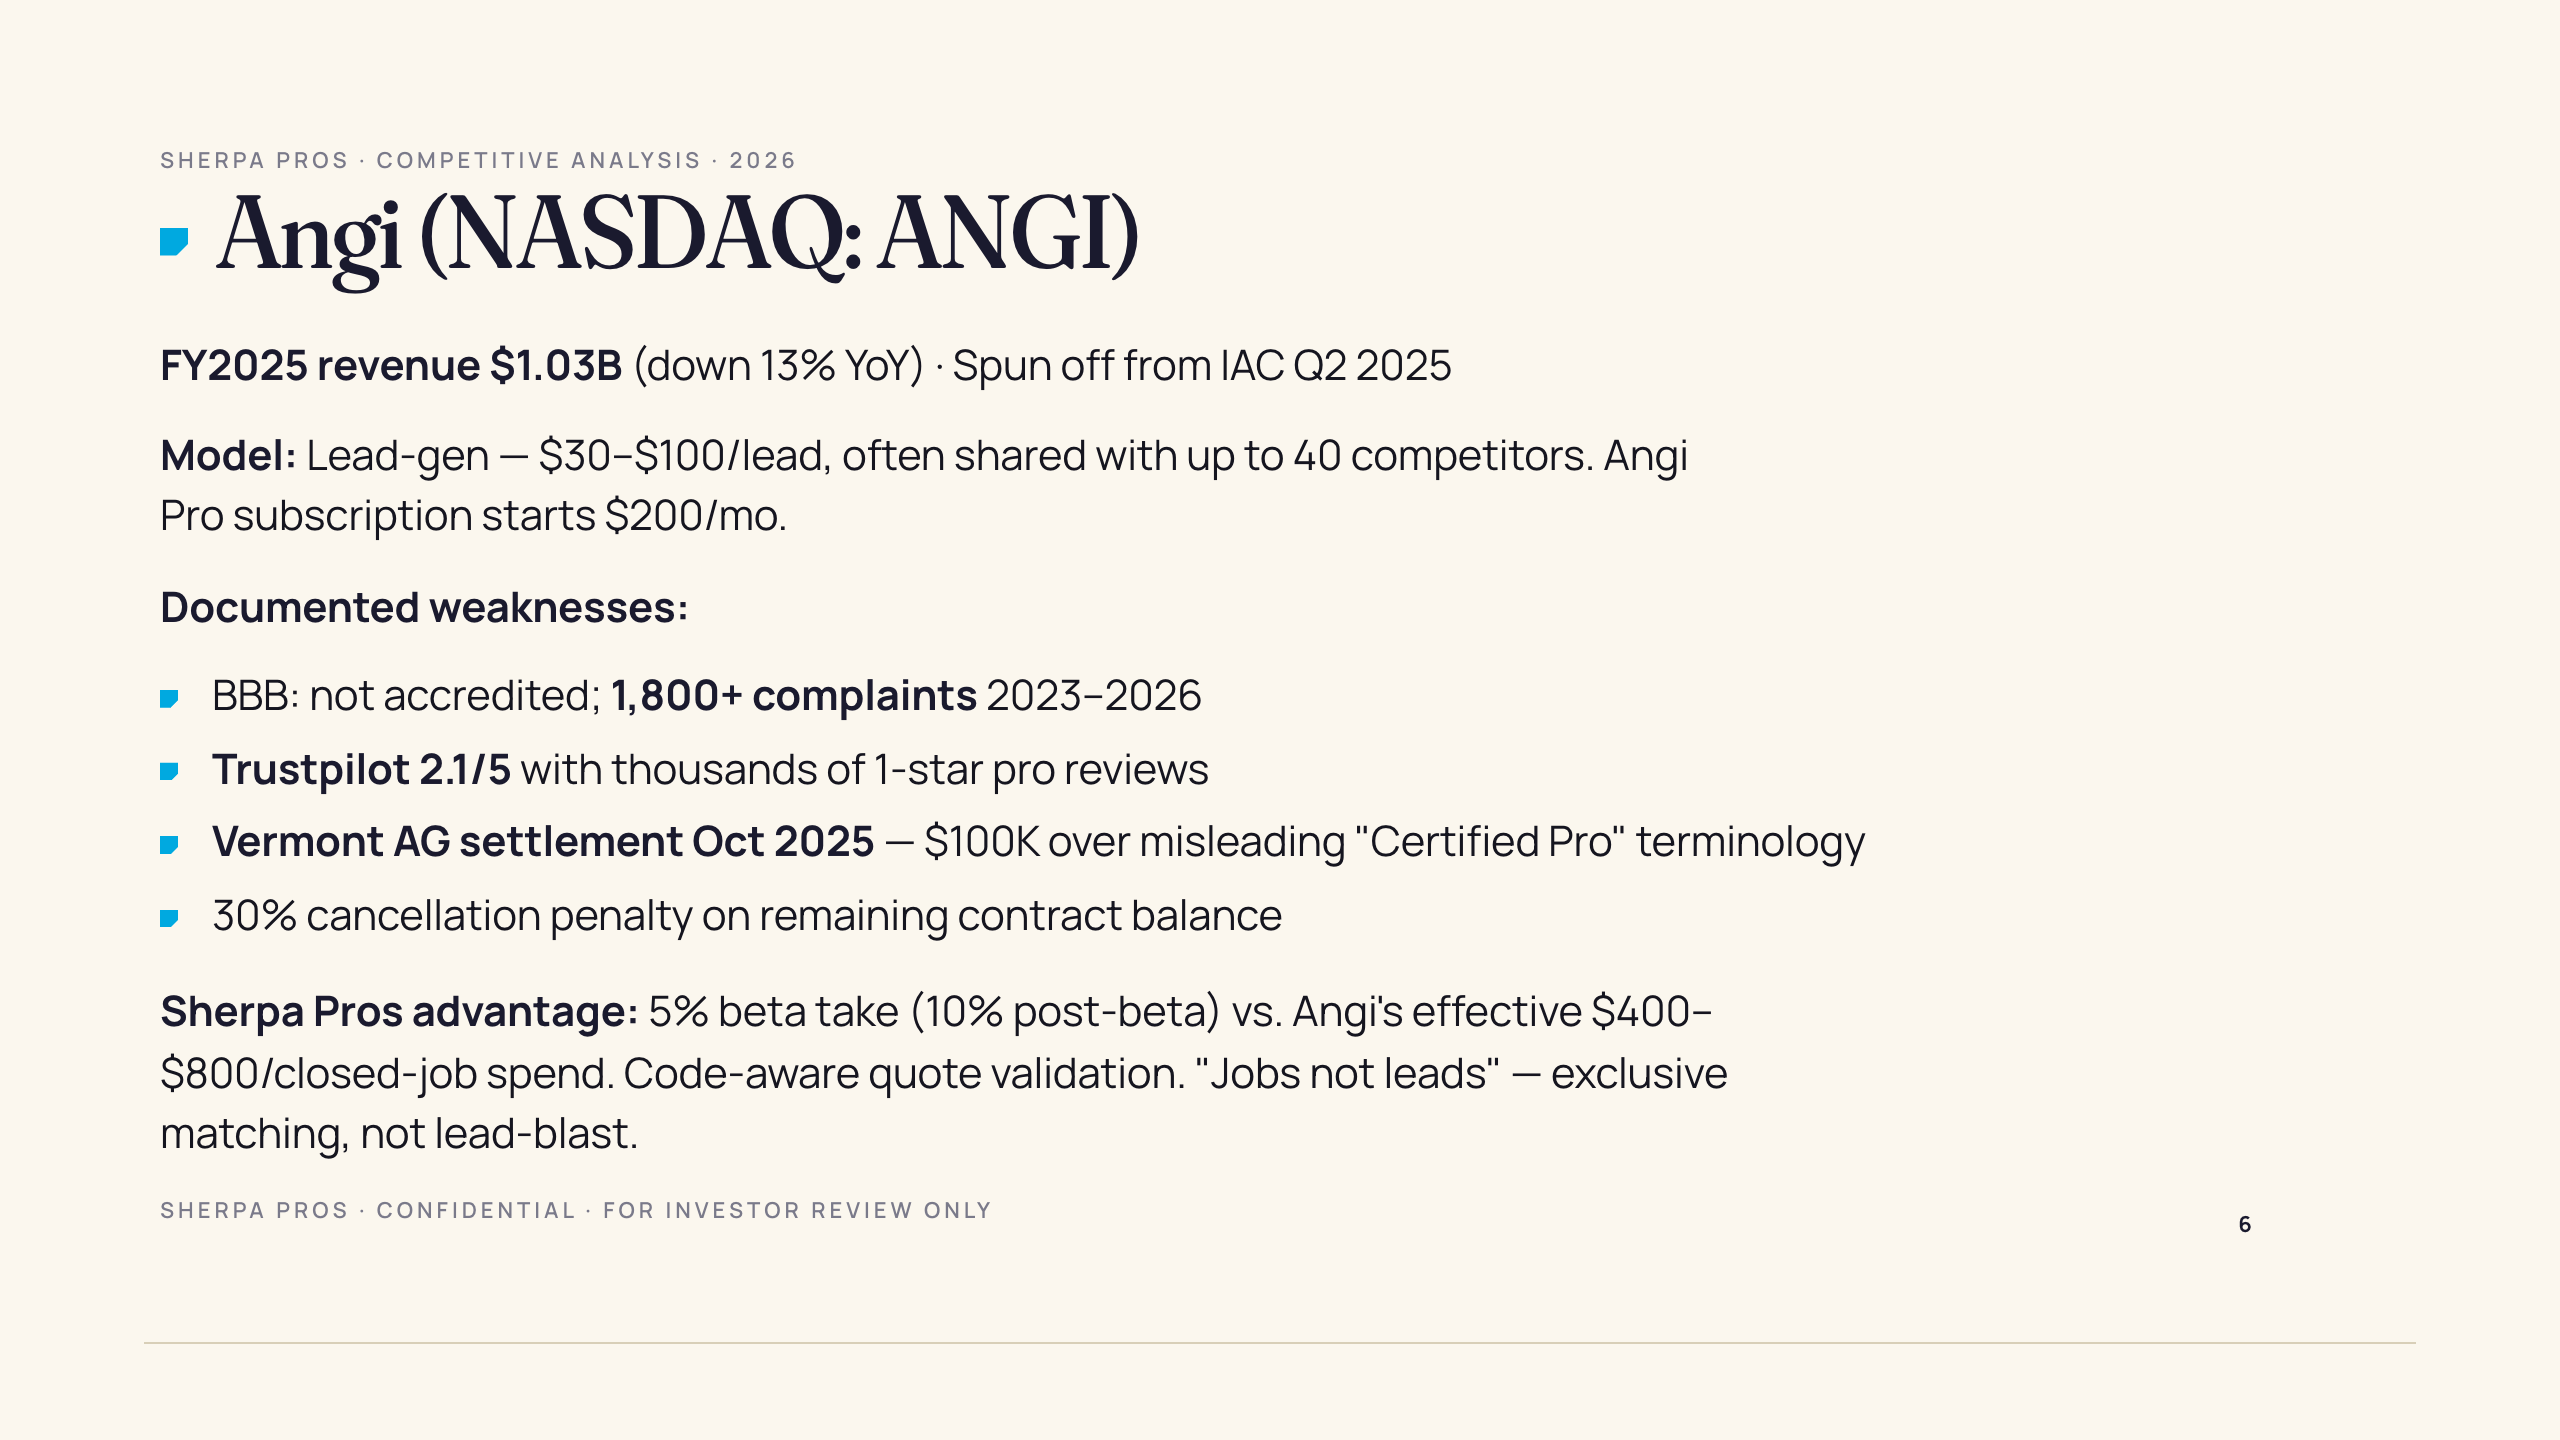 SHERPA PROS · COMPETITIVE ANALYSIS · 2026
Angi (NASDAQ: ANGI)
FY2025 revenue $1.03B (down 13% YoY) · Spun off from IAC Q2 2025
Model: Lead-gen — $30–$100/lead, often shared with up to 40 competitors. Angi
Pro subscription starts $200/mo.
Documented weaknesses:
BBB: not accredited; 1,800+ complaints 2023–2026
Trustpilot 2.1/5 with thousands of 1-star pro reviews
Vermont AG settlement Oct 2025 — $100K over misleading "Certified Pro" terminology
30% cancellation penalty on remaining contract balance
Sherpa Pros advantage: 5% beta take (10% post-beta) vs. Angi's effective $400–
$800/closed-job spend. Code-aware quote validation. "Jobs not leads" — exclusive
matching, not lead-blast.
SHERPA PROS · CONFIDENTIAL · FOR INVESTOR REVIEW ONLY
6